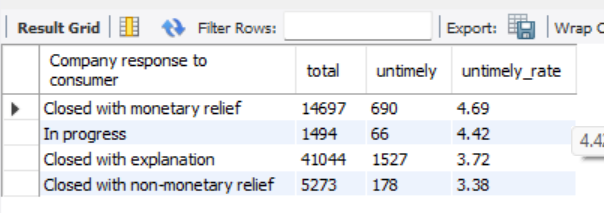 Result Grid Filter Rows: Export: Wrap C
Company response to
consumer total untimely untimely_rate
Closed with monetary relief 14697 690 4.69
In progress 1494 66 4.42
4.42
Closed with explanation 41044 1527 3.72
Closed with non-monetary relief 5273 178 3.38